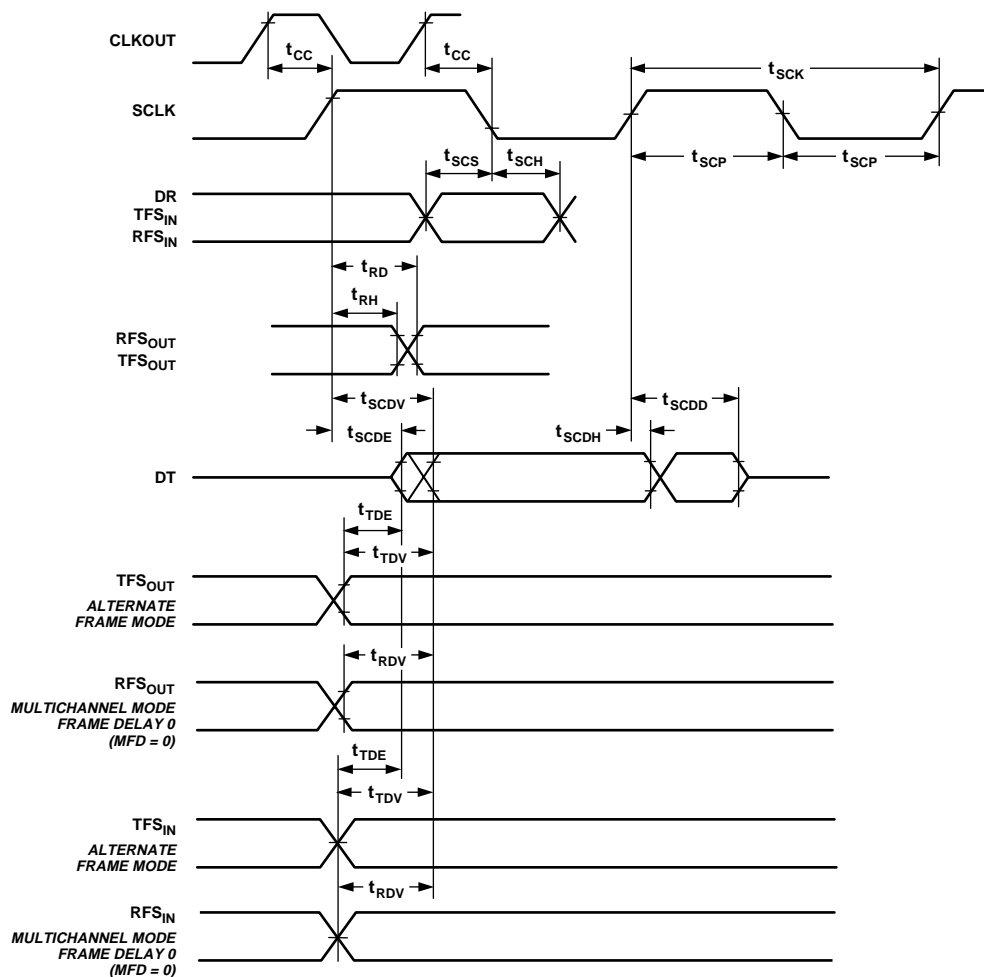 CLKOUT
tCC
tCC
tSCK
SCLK
tSCP
tSCP
tSCS
tSCH
DR
TFSIN
RFSIN
tRD
tRH
RFSOUT
TFSOUT
tSCDV
tSCDD
tSCDE
tSCDH
DT
tTDE
tTDV
TFSOUT
ALTERNATE
FRAME MODE
tRDV
RFSOUT
MULTICHANNEL MODE
FRAME DELAY 0
(MFD = 0)
tTDE
tTDV
TFSIN
ALTERNATE
FRAME MODE
tRDV
RFSIN
MULTICHANNEL MODE
FRAME DELAY 0
(MFD = 0)